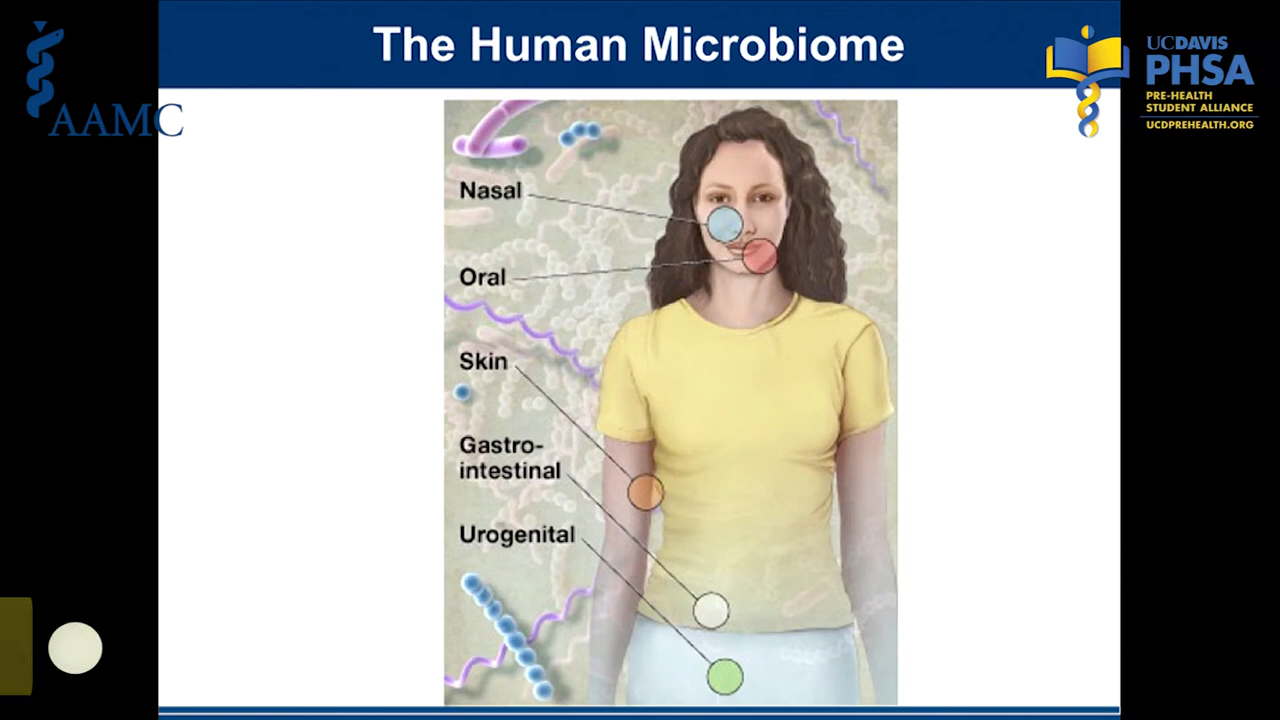 The Human Microbiome
AAMC
UCDAVIS
PHSA
PRE-HEALTH
STUDENT ALLIANCE
UCDPREHEALTH.ORG
Nasal
Oral
Skin
Gastro-
intestinal
Urogenital